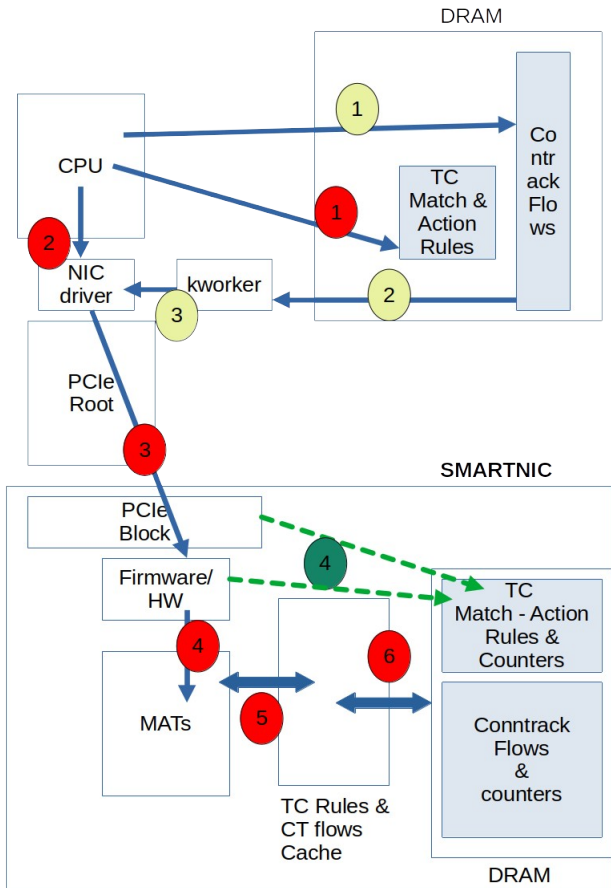 DRAM
1
Co
ntr
ack
Flo
ws
CPU
TC
Match &
Action
Rules
1
2
NIC
driver
kworker
2
3
PCIe
Root
3
SMARTNIC
PCIe
Block
4
Firmware/
HW
TC
Match - Action
Rules &
Counters
4
6
MATs
5
Conntrack
Flows
&
counters
TC Rules &
CT flows
Cache
DRAM